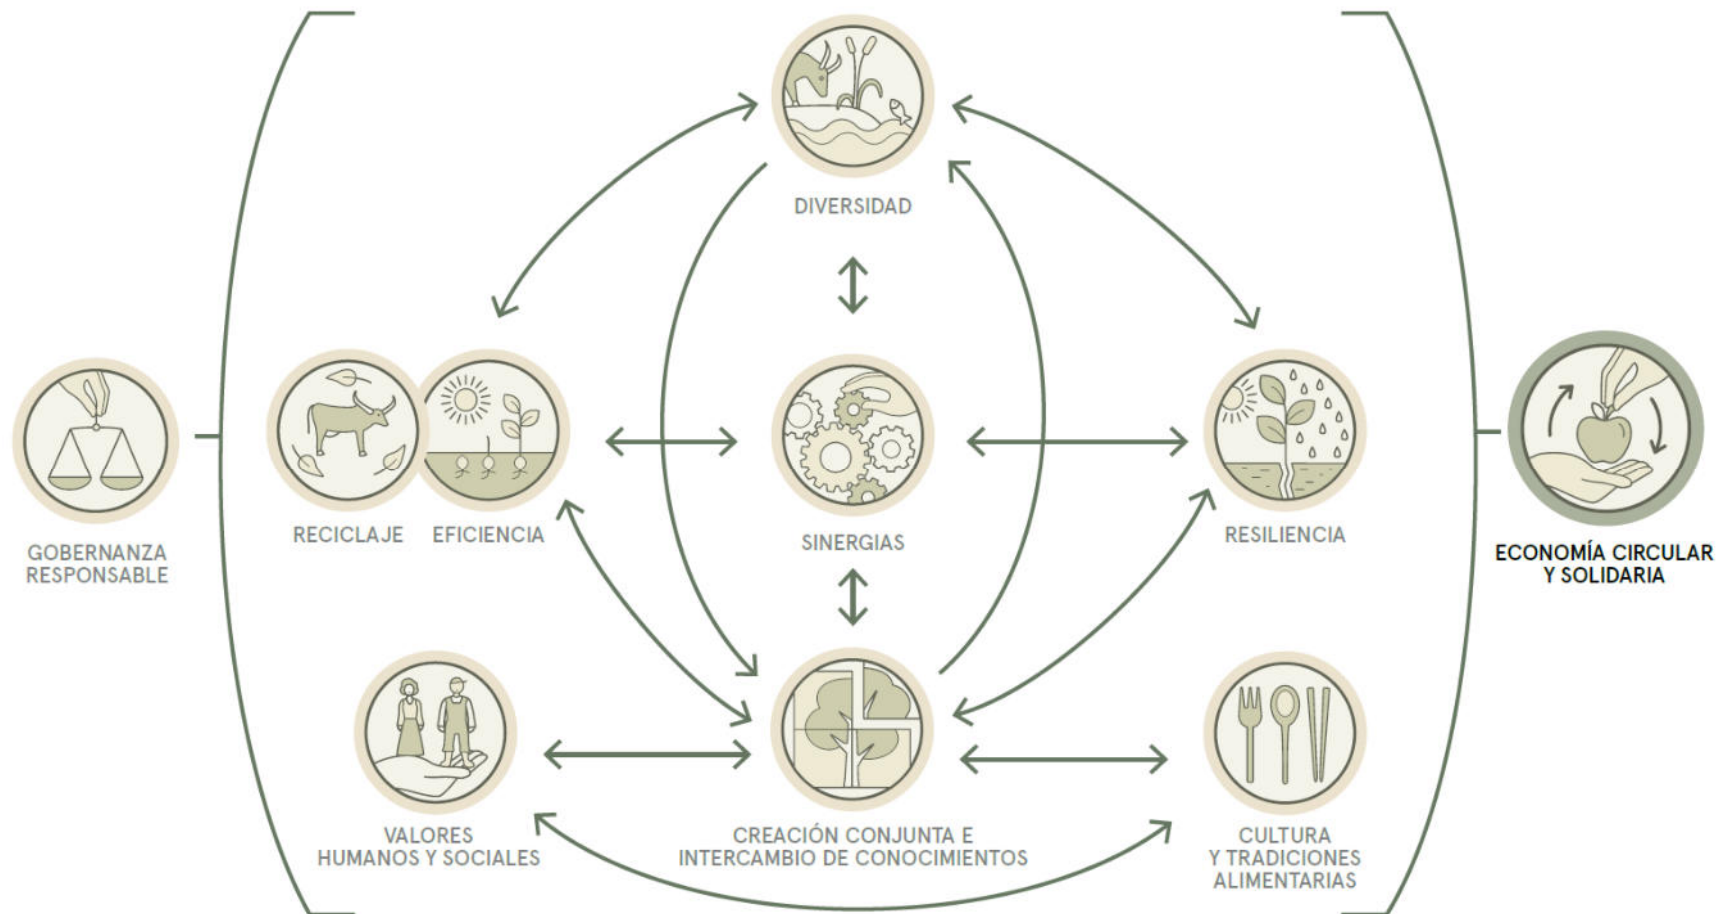 DIVERSIDAD
GOBERNANZA
RESPONSABLE
RECICLAJE
EFICIENCIA
SINERGIAS
RESILIENCIA
ECONOMÍA CIRCULAR
Y SOLIDARIA
VALORES
HUMANOS Y SOCIALES
CREACIÓN CONJUNTA E
INTERCAMBIO DE CONOCIMIENTOS
CULTURA
Y TRADICIONES
ALIMENTARIAS